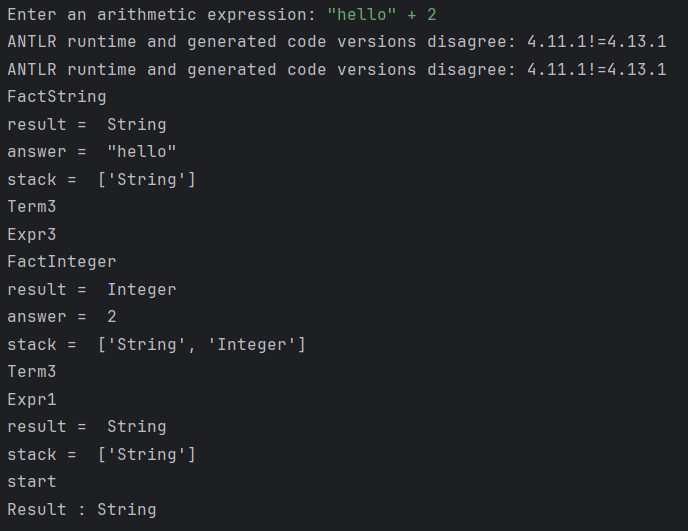 Enter an arithmetic expression: "hello" + 2
ANTLR runtime and generated code versions disagree: 4.11.1!=4.13.1
ANTLR runtime and generated code versions disagree: 4.11.1!=4.13.1
FactString
result =  String
answer =  "hello"
stack =  ['String']
Term3
Expr3
FactInteger
result =  Integer
answer =  2
stack =  ['String', 'Integer']
Term3
Expr1
result =  String
stack =  ['String']
start
Result : String